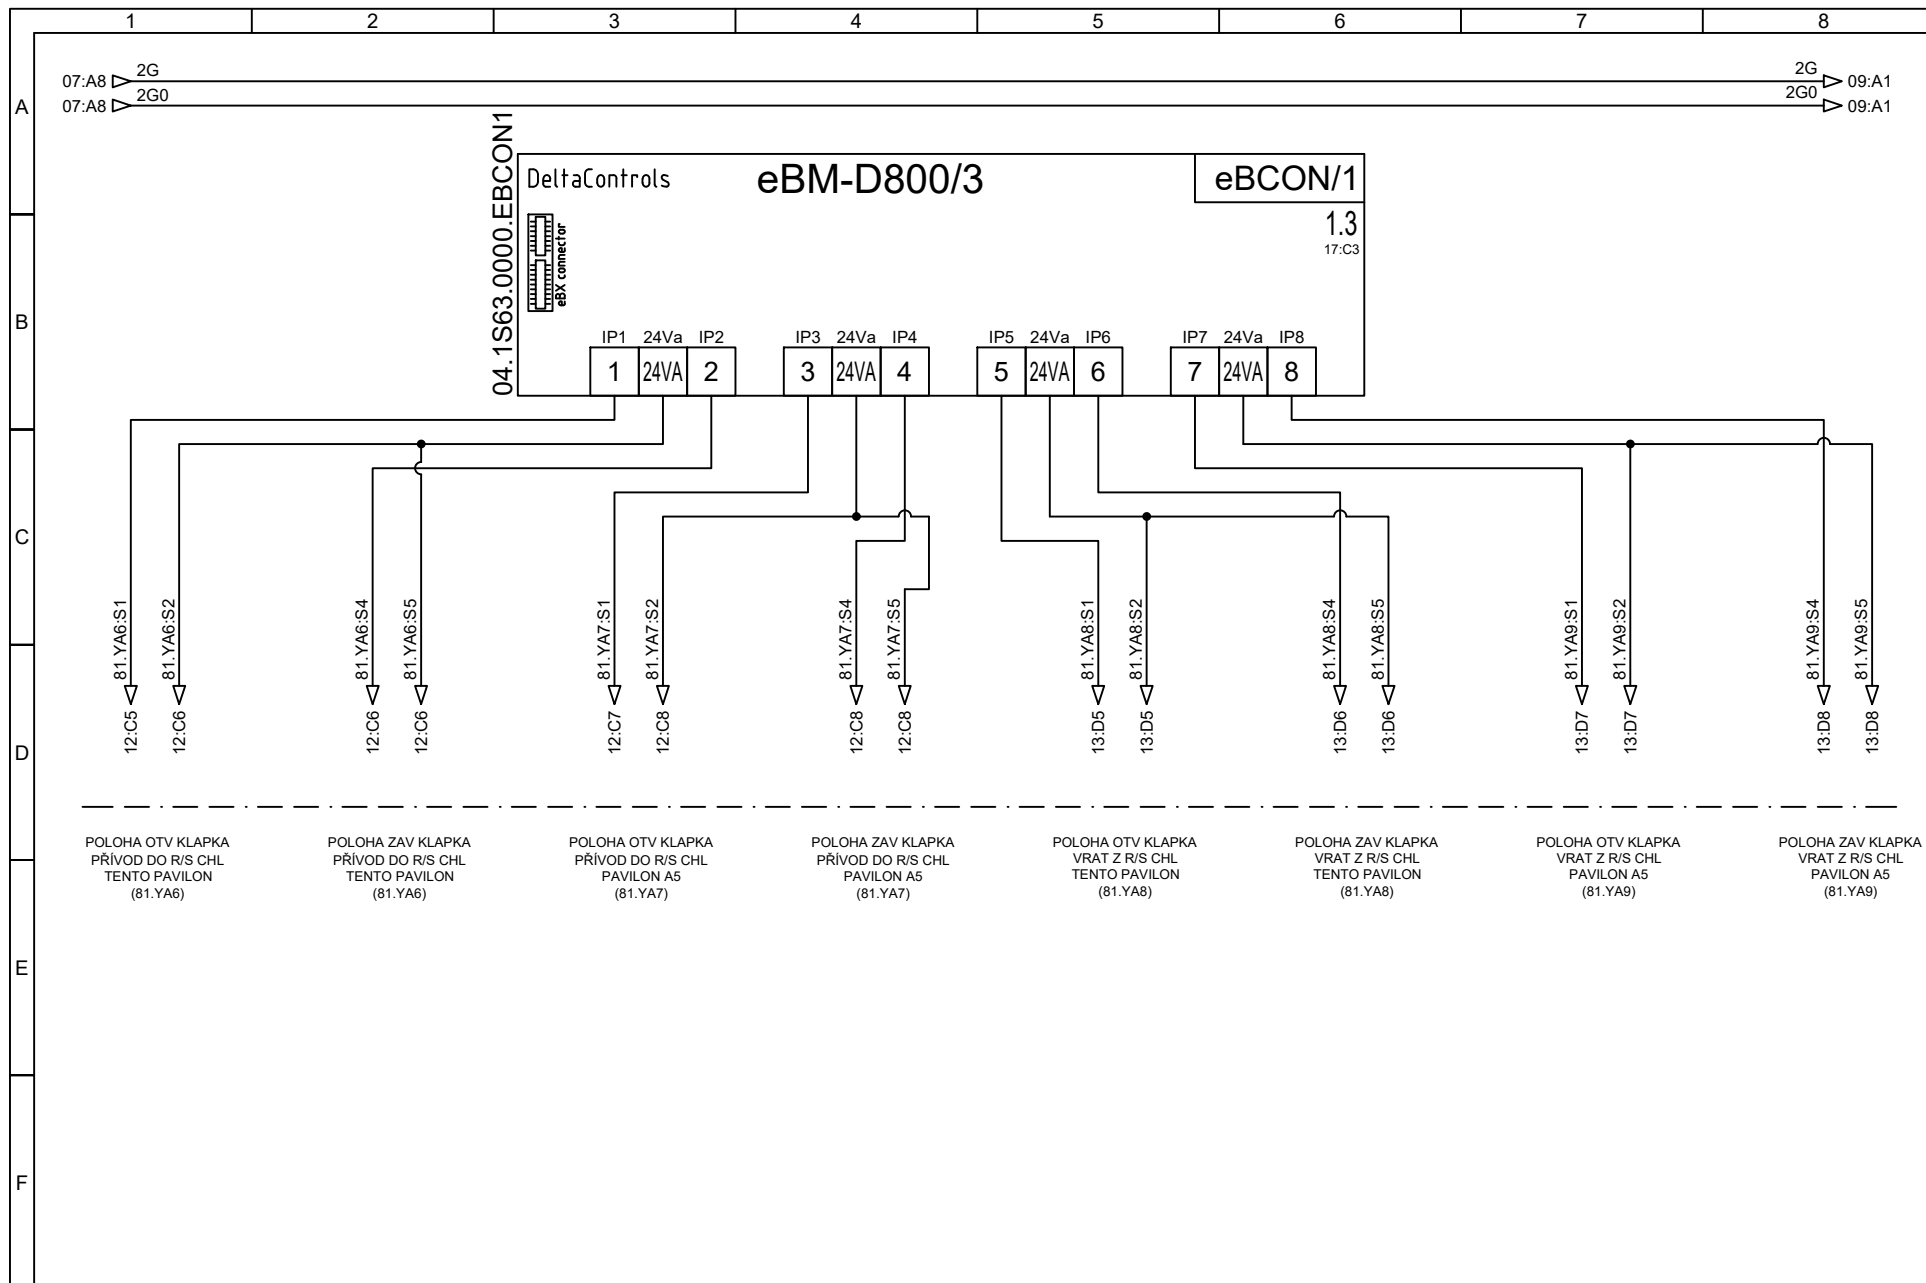 1 2 3 4 5 6 7 8
A
B
C
D
E
F
07:A8 2G 2G 09:A1
07:A8 2G0 2G0 09:A1
04.1S63.0000.EBCON1
DeltaControls
eBM-D800/3
eBCON/1
1.3
17:C3
eBX connector
IP1 24Va IP2 IP3 24Va IP4 IP5 24Va IP6 IP7 24Va IP8
1 24VA 2 3 24VA 4 5 24VA 6 7 24VA 8
81.YA6:S1
81.YA6:S2
81.YA6:S4
81.YA6:S5
81.YA7:S1
81.YA7:S2
81.YA7:S4
81.YA7:S5
81.YA8:S1
81.YA8:S2
81.YA8:S4
81.YA8:S5
81.YA9:S1
81.YA9:S2
81.YA9:S4
81.YA9:S5
12:C5
12:C6
12:C6
12:C6
12:C7
12:C8
12:C8
12:C8
13:D5
13:D5
13:D6
13:D6
13:D7
13:D7
13:D8
13:D8
POLOHA OTV KLAPKA
PŘÍVOD DO R/S CHL
TENTO PAVILON
(81.YA6)
POLOHA ZAV KLAPKA
PŘÍVOD DO R/S CHL
TENTO PAVILON
(81.YA6)
POLOHA OTV KLAPKA
PŘÍVOD DO R/S CHL
PAVILON A5
(81.YA7)
POLOHA ZAV KLAPKA
PŘÍVOD DO R/S CHL
PAVILON A5
(81.YA7)
POLOHA OTV KLAPKA
VRAT Z R/S CHL
TENTO PAVILON
(81.YA8)
POLOHA ZAV KLAPKA
VRAT Z R/S CHL
TENTO PAVILON
(81.YA8)
POLOHA OTV KLAPKA
VRAT Z R/S CHL
PAVILON A5
(81.YA9)
POLOHA ZAV KLAPKA
VRAT Z R/S CHL
PAVILON A5
(81.YA9)